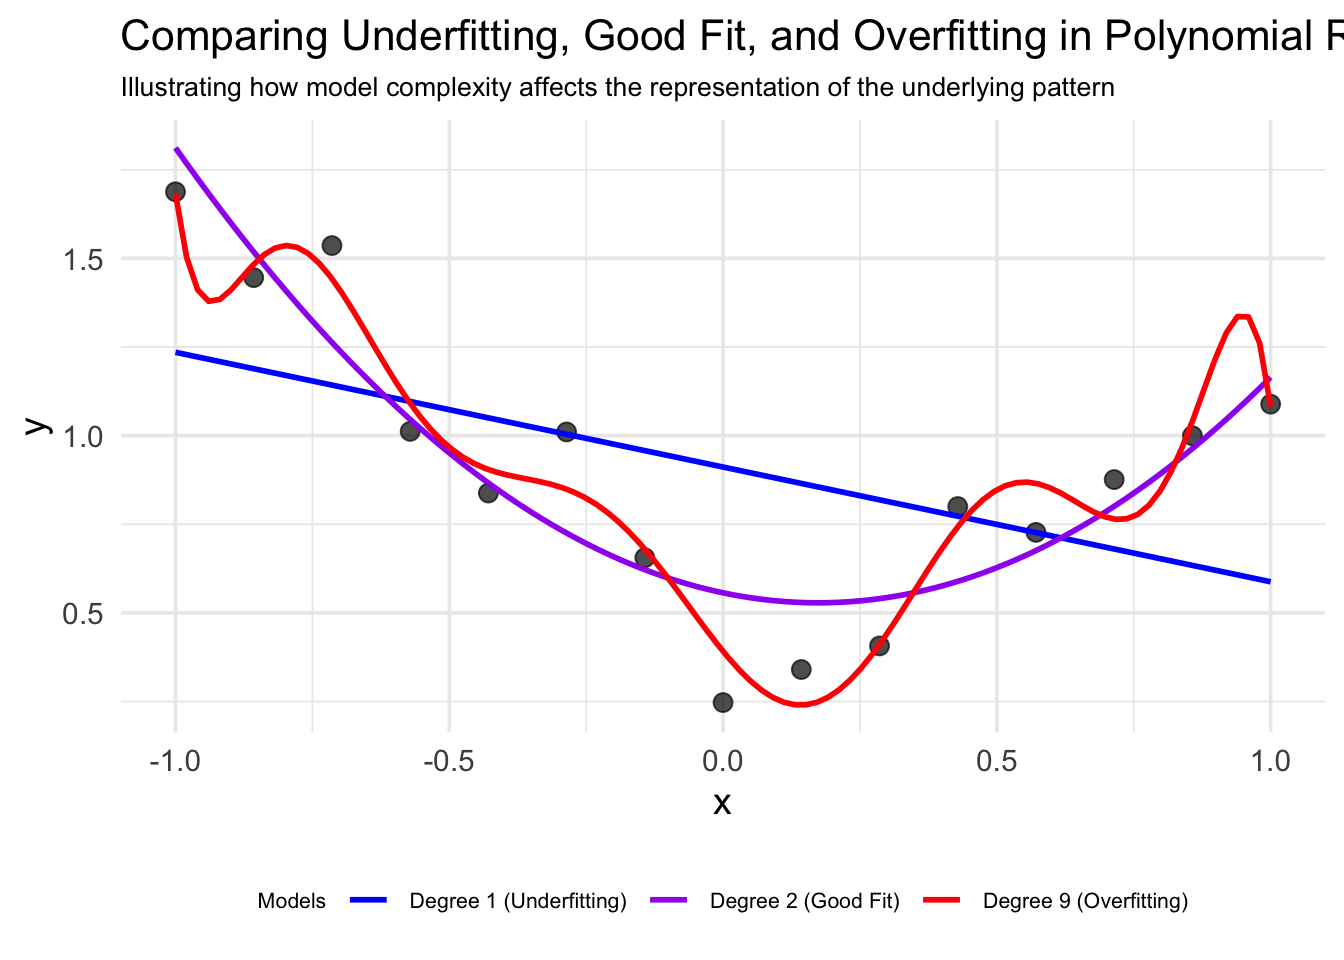 Comparing Underfitting, Good Fit, and Overfitting in Polynomial R
Illustrating how model complexity affects the representation of the underlying pattern
y
1.5
1.0
0.5
-1.0 -0.5 0.0 0.5 1.0
x
Models Degree 1 (Underfitting) Degree 2 (Good Fit) Degree 9 (Overfitting)